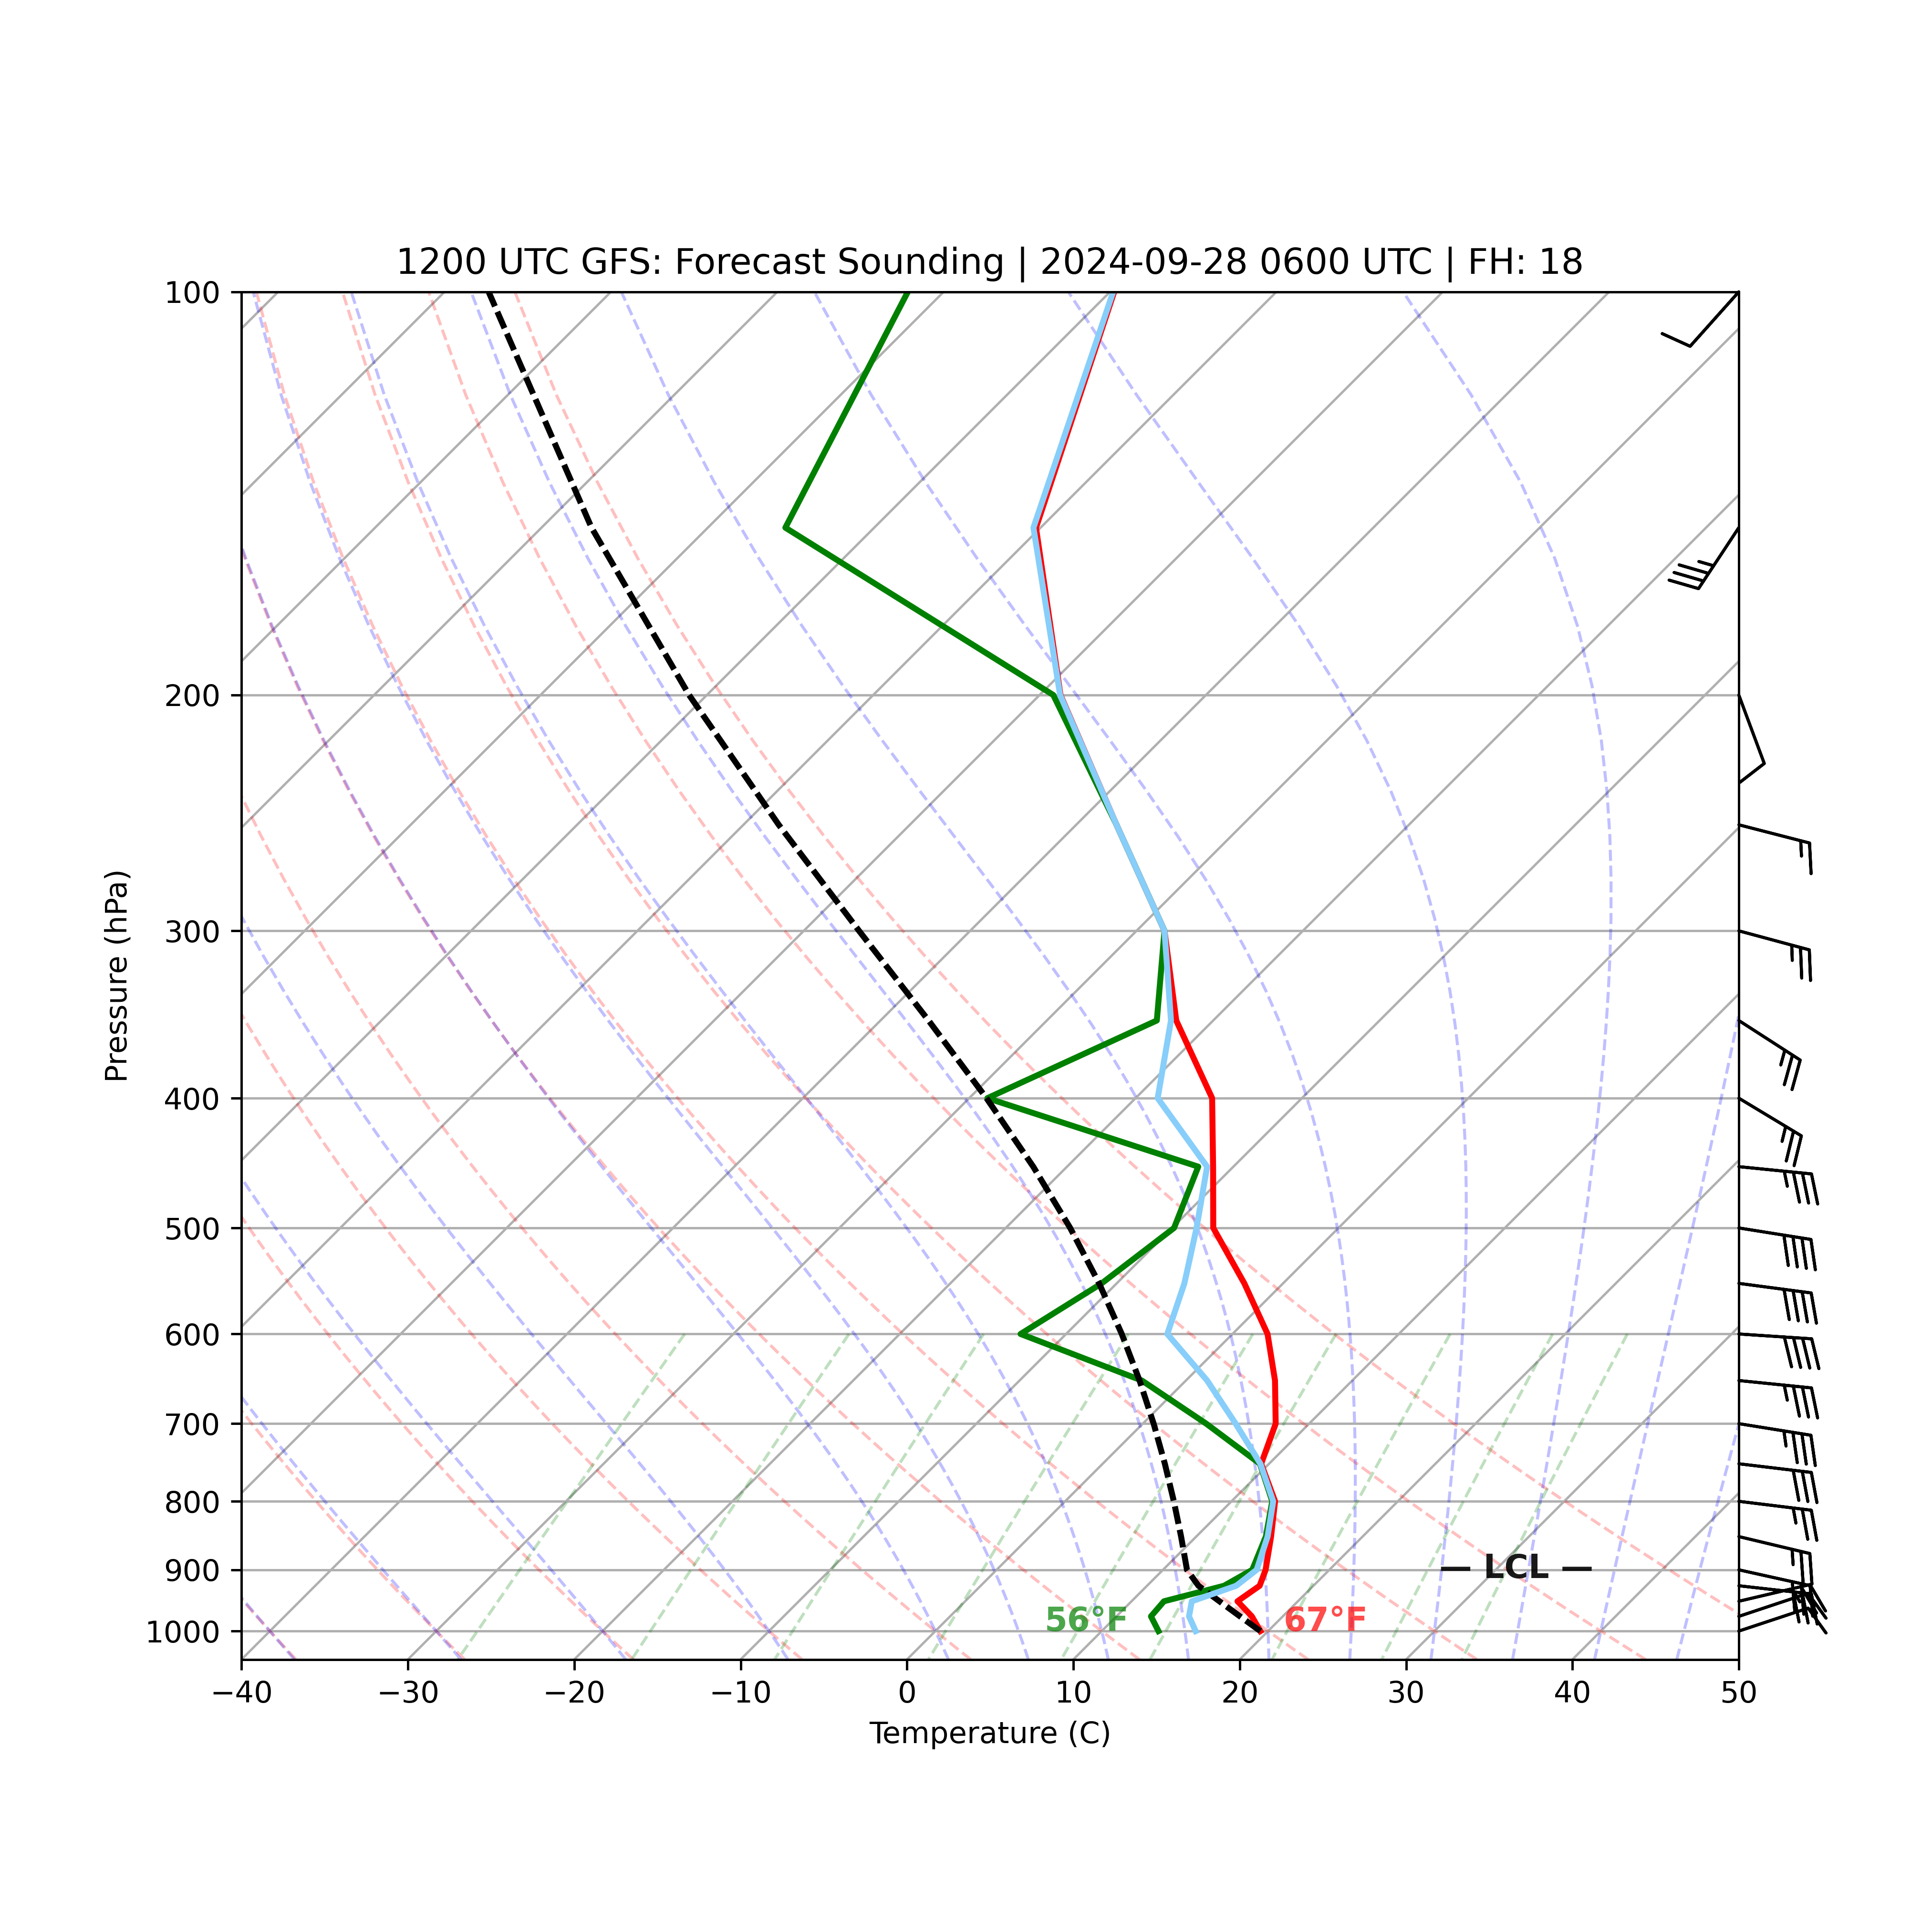 1200 UTC GFS: Forecast Sounding | 2024-09-28 0600 UTC | FH: 18
100
200
300
400
500
600
700
800
900
1000
Pressure (hPa)
— LCL —
56°F
67°F
−40 −30 −20 −10 0 10 20 30 40 50
Temperature (C)